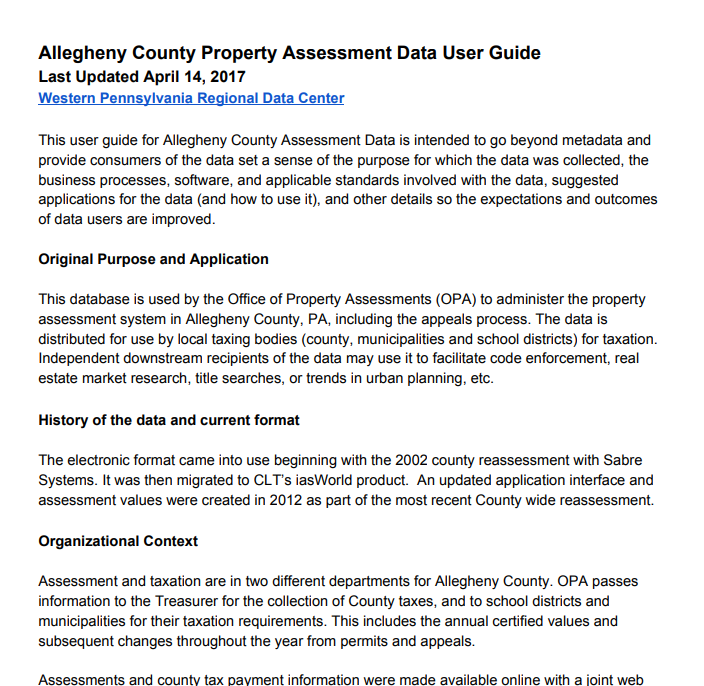 Allegheny County Property Assessment Data User Guide
Last Updated April 14, 2017
Western Pennsylvania Regional Data Center
This user guide for Allegheny County Assessment Data is intended to go beyond metadata and
provide consumers of the data set a sense of the purpose for which the data was collected, the
business processes, software, and applicable standards involved with the data, suggested
applications for the data (and how to use it), and other details so the expectations and outcomes
of data users are improved.
Original Purpose and Application
This database is used by the Office of Property Assessments (OPA) to administer the property
assessment system in Allegheny County, PA, including the appeals process. The data is
distributed for use by local taxing bodies (county, municipalities and school districts) for taxation.
Independent downstream recipients of the data may use it to facilitate code enforcement, real
estate market research, title searches, or trends in urban planning, etc.
History of the data and current format
The electronic format came into use beginning with the 2002 county reassessment with Sabre
Systems. It was then migrated to CLT's iasWorld product.  An updated application interface and
assessment values were created in 2012 as part of the most recent County wide reassessment.
Organizational Context
Assessment and taxation are in two different departments for Allegheny County. OPA passes
information to the Treasurer for the collection of County taxes, and to school districts and
municipalities for their taxation requirements. This includes the annual certified values and
subsequent changes throughout the year from permits and appeals.
Assessments and county tax payment information were made available online with a joint web